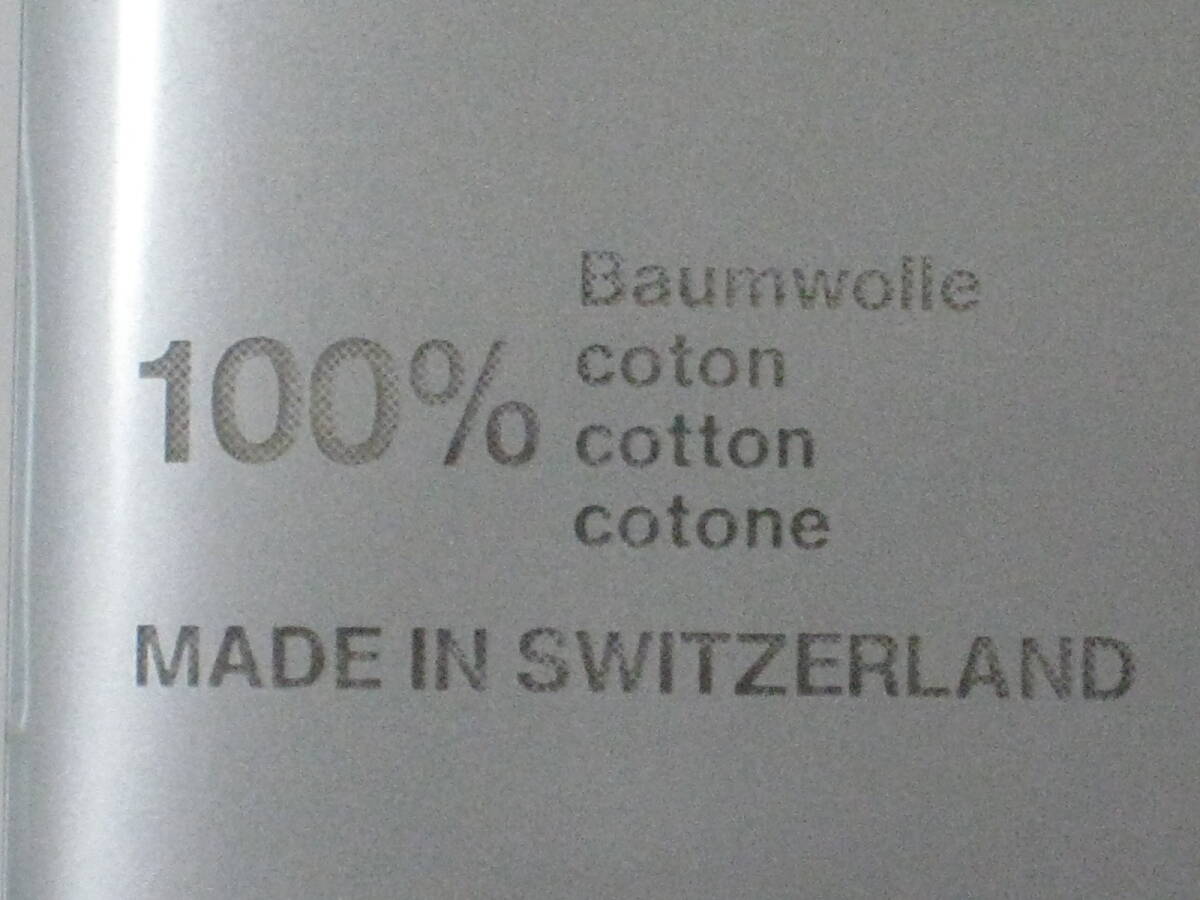 100%
Baumwolle
coton
cotton
cotone
MADE IN SWITZERLAND